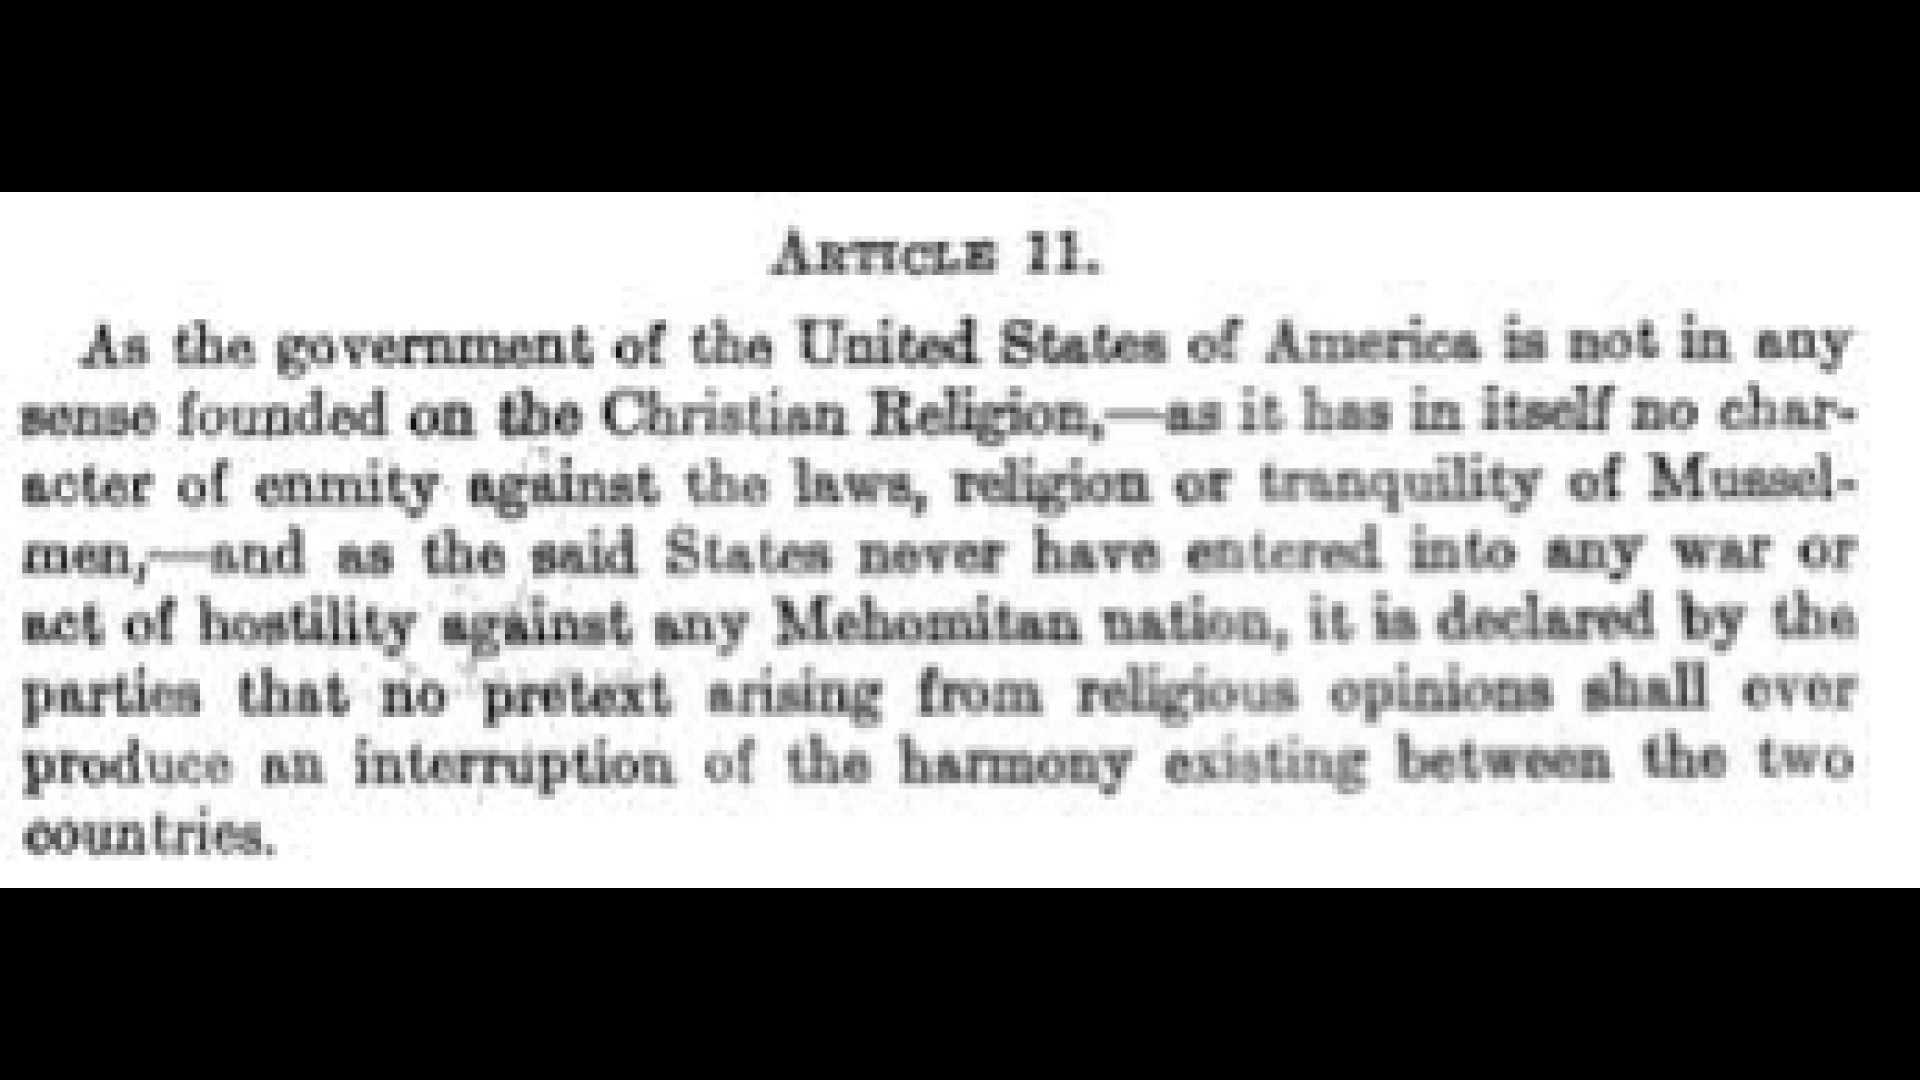 ARTICLE 11.
As the government of the United States of America is not in any
sense founded on the Christian Religion,—as it has in itself no char-
acter of enmity against the laws, religion or tranquility of Mussel-
men,—and as the said States never have entered into any war or
act of hostility against any Mehomitan nation, it is declared by the
parties that no pretext arising from religious opinions shall ever
produce an interruption of the harmony existing between the two
countries.